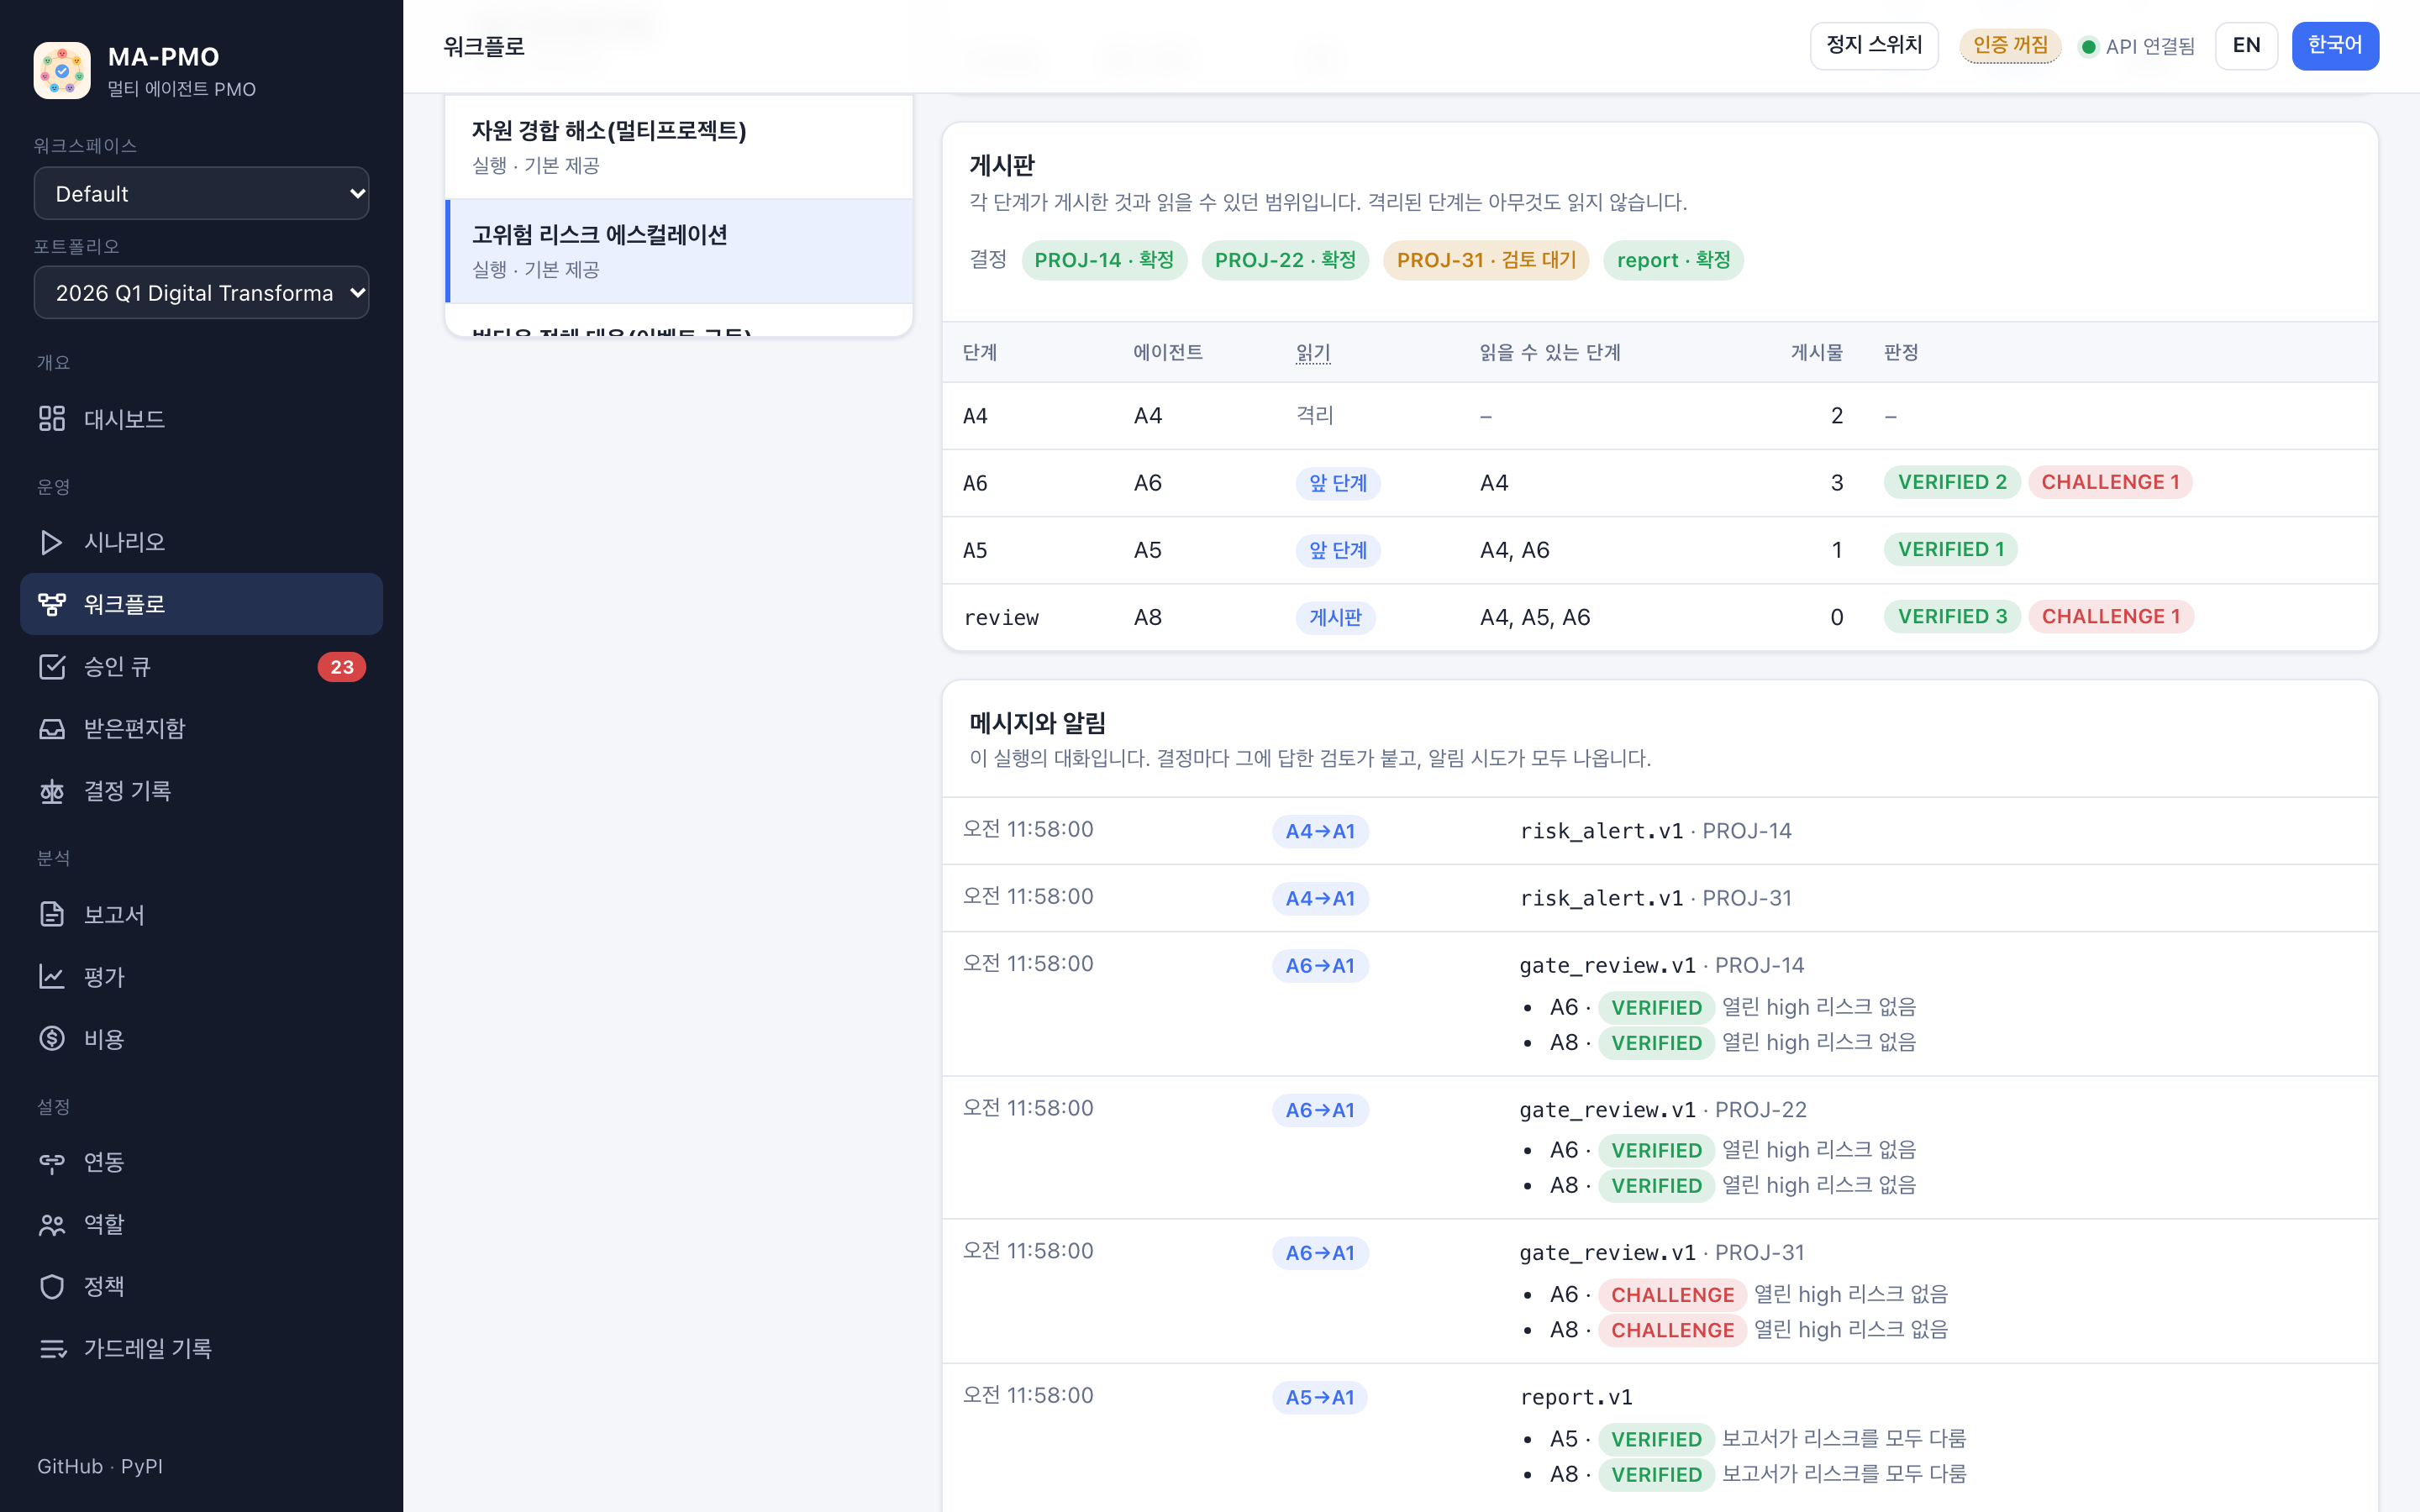 MA-PMO
멀티 에이전트 PMO
워크스페이스
Default
포트폴리오
2026 Q1 Digital Transforma
개요
대시보드
운영
시나리오
워크플로
승인 큐 23
받은편지함
결정 기록
분석
보고서
평가
비용
설정
연동
역할
정책
가드레일 기록
GitHub · PyPI
워크플로
정지 스위치 인증 꺼짐 API 연결됨 EN 한국어
자원 경합 해소(멀티프로젝트)
실행 · 기본 제공
고위험 리스크 에스컬레이션
실행 · 기본 제공
게시판
각 단계가 게시한 것과 읽을 수 있던 범위입니다. 격리된 단계는 아무것도 읽지 않습니다.
결정 PROJ-14 · 확정 PROJ-22 · 확정 PROJ-31 · 검토 대기 report · 확정
단계 에이전트 읽기 읽을 수 있는 단계 게시물 판정
A4 A4 격리 – 2 –
A6 A6 앞 단계 A4 3 VERIFIED 2 CHALLENGE 1
A5 A5 앞 단계 A4, A6 1 VERIFIED 1
review A8 게시판 A4, A5, A6 0 VERIFIED 3 CHALLENGE 1
메시지와 알림
이 실행의 대화입니다. 결정마다 그에 답한 검토가 붙고, 알림 시도가 모두 나옵니다.
오전 11:58:00 A4→A1 risk_alert.v1 · PROJ-14
오전 11:58:00 A4→A1 risk_alert.v1 · PROJ-31
오전 11:58:00 A6→A1 gate_review.v1 · PROJ-14
• A6 · VERIFIED 열린 high 리스크 없음
• A8 · VERIFIED 열린 high 리스크 없음
오전 11:58:00 A6→A1 gate_review.v1 · PROJ-22
• A6 · VERIFIED 열린 high 리스크 없음
• A8 · VERIFIED 열린 high 리스크 없음
오전 11:58:00 A6→A1 gate_review.v1 · PROJ-31
• A6 · CHALLENGE 열린 high 리스크 없음
• A8 · CHALLENGE 열린 high 리스크 없음
오전 11:58:00 A5→A1 report.v1
• A5 · VERIFIED 보고서가 리스크를 모두 다룸
• A8 · VERIFIED 보고서가 리스크를 모두 다룸